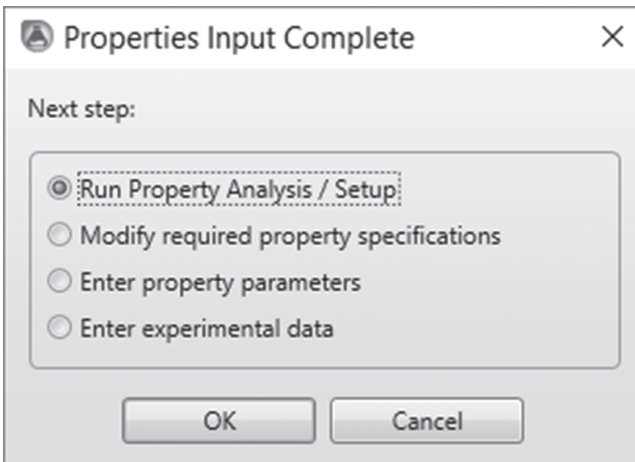 Properties Input Complete
Next step:
Run Property Analysis / Setup
Modify required property specifications
Enter property parameters
Enter experimental data
OK
Cancel